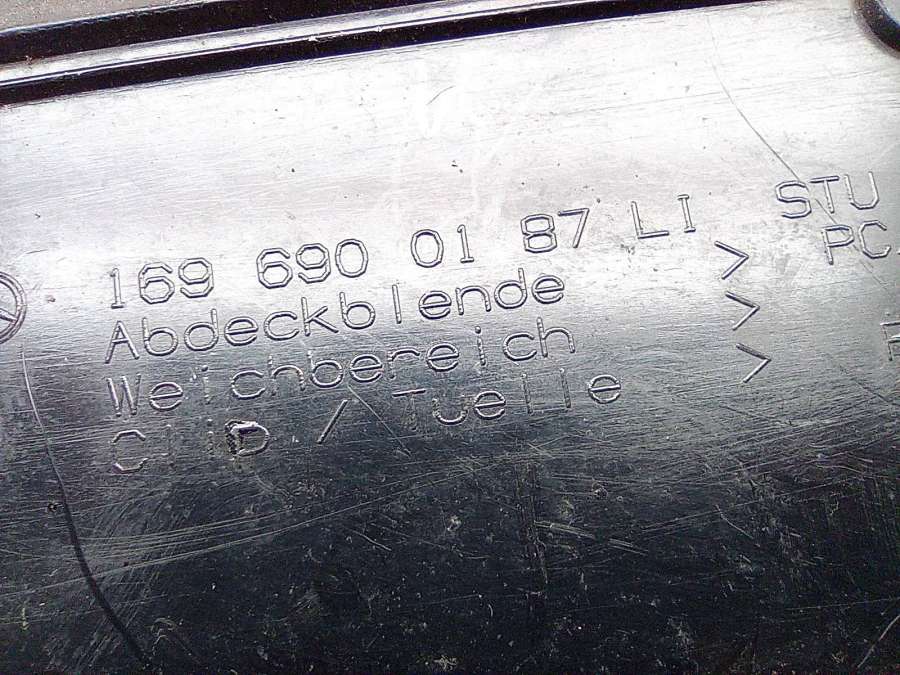 169 690 01 87 LI STU
Abdeckblende > PC
Weichbereich >
Clip / Tuelle >